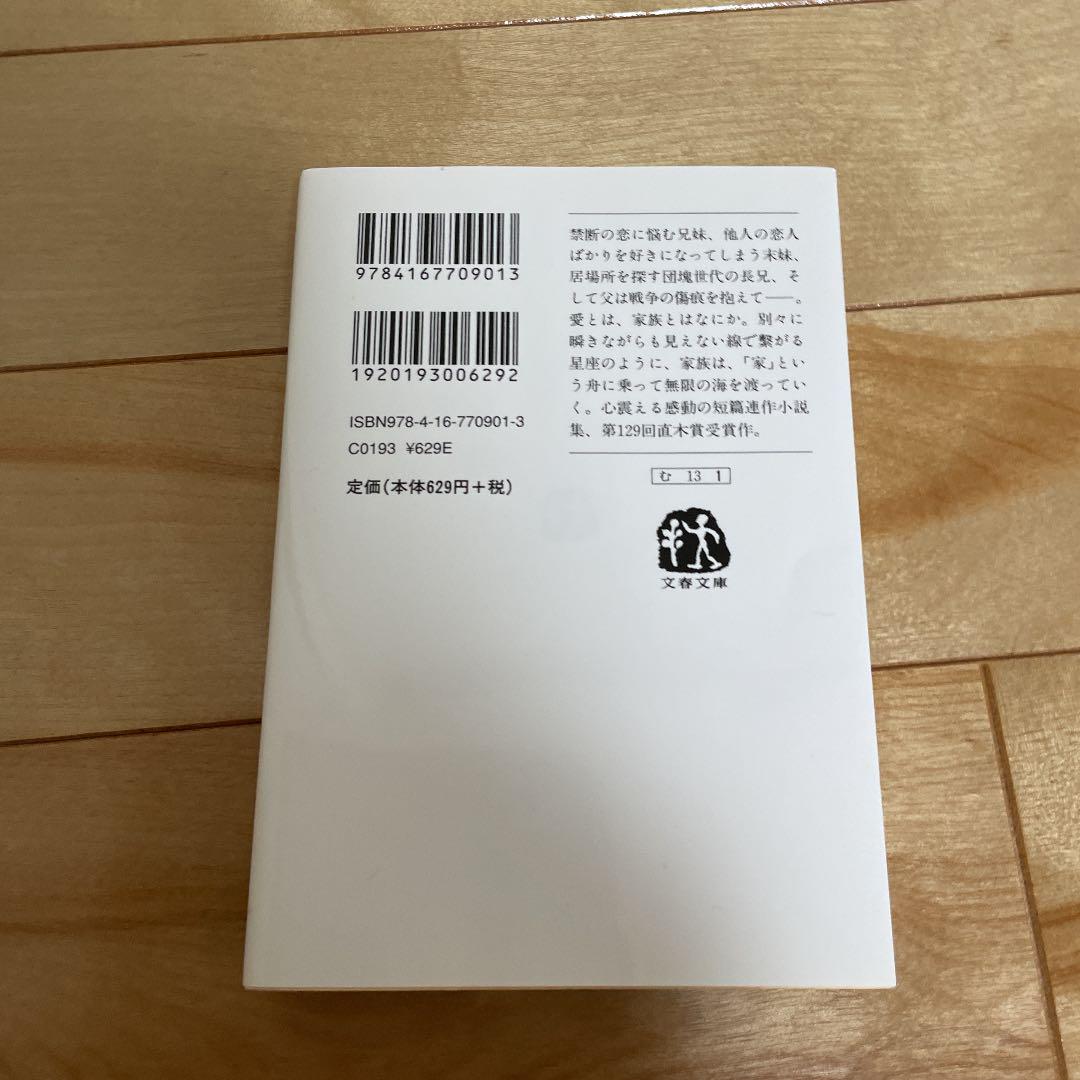 9784167709013
1920193006292
ISBN978-4-16-770901-3
C0193 ¥629E
定価(本体629円+税)
禁断の恋に悩む兄妹、他人の恋人
ばかりを好きになってしまう末妹、
居場所を探す団塊世代の長兄、そ
して父は戦争の傷痕を抱えて――。
愛とは、家族とはなにか。別々に
瞬きながらも見えない線で繫がる
星座のように、家族は、「家」とい
う舟に乗って無限の海を渡ってい
く。心震える感動の短篇連作小説
集、第129回直木賞受賞作。
む 13 1
文春文庫